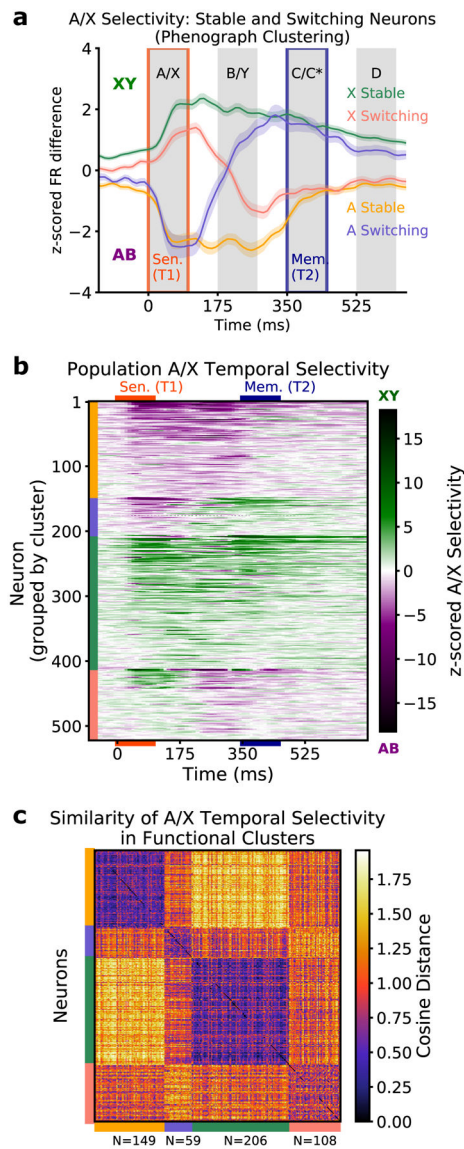 a
A/X Selectivity: Stable and Switching Neurons
(Phenograph Clustering)
z-scored FR difference
4
2
0
−2
−4
XY
AB
A/X
B/Y
C/C*
D
X Stable
X Switching
A Stable
A Switching
Sen.
(T1)
Mem.
(T2)
0
175
350
525
Time (ms)
b
Population A/X Temporal Selectivity
Sen. (T1)
Mem. (T2)
XY
Neuron
(grouped by cluster)
1
100
200
300
400
500
0
175
350
525
Time (ms)
15
10
5
0
−5
−10
−15
z-scored A/X Selectivity
AB
c
Similarity of A/X Temporal Selectivity
in Functional Clusters
Neurons
N=149
N=59
N=206
N=108
1.75
1.50
1.25
1.00
0.75
0.50
0.25
0.00
Cosine Distance